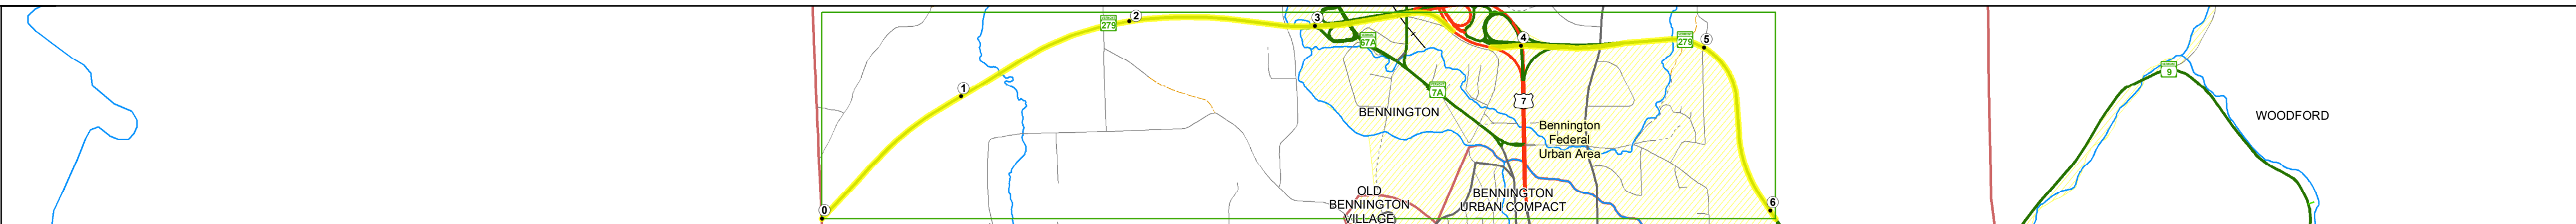 279
2
3
67A
4
279
5
1
7A
7
9
BENNINGTON
Bennington
Federal
Urban Area
WOODFORD
OLD
BENNINGTON
VILLAGE
BENNINGTON
URBAN COMPACT
0
6